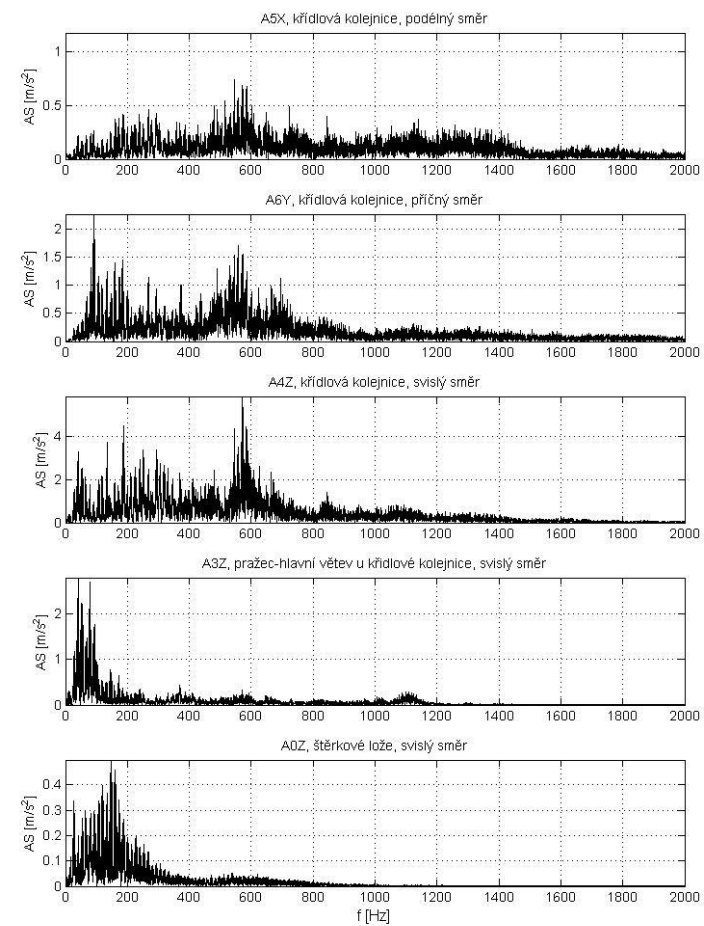 A5X, křídlová kolejnice, podélný směr
AS [m/s²]
1
0.5
0
0 200 400 600 800 1000 1200 1400 1600 1800 2000
A6Y, křídlová kolejnice, příčný směr
AS [m/s²]
2
1.5
1
0.5
0
0 200 400 600 800 1000 1200 1400 1600 1800 2000
A4Z, křídlová kolejnice, svislý směr
AS [m/s²]
4
2
0
0 200 400 600 800 1000 1200 1400 1600 1800 2000
A3Z, pražec-hlavní větev u křidlové kolejnice, svislý směr
AS [m/s²]
2
1
0
0 200 400 600 800 1000 1200 1400 1600 1800 2000
A0Z, štěrkové lože, svislý směr
AS [m/s²]
0.4
0.3
0.2
0.1
0
0 200 400 600 800 1000 1200 1400 1600 1800 2000
f [Hz]